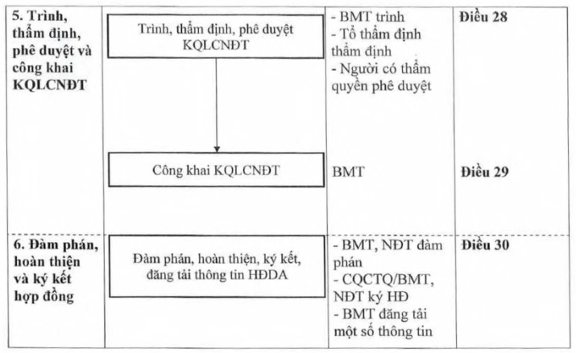 5. Trình,
thẩm định,
phê duyệt và
công khai
KQLCNĐT
Trình, thẩm định, phê duyệt
KQLCNĐT
- BMT trình
- Tổ thẩm định
thẩm định
- Người có thẩm
quyền phê duyệt
Điều 28
Công khai KQLCNĐT
BMT
Điều 29
6. Đàm phán,
hoàn thiện
và ký kết
hợp đồng
Đàm phán, hoàn thiện, ký kết,
đăng tải thông tin HĐDA
- BMT, NĐT đàm
phán
- CQCTQ/BMT,
NĐT ký HĐ
- BMT đăng tải
một số thông tin
Điều 30